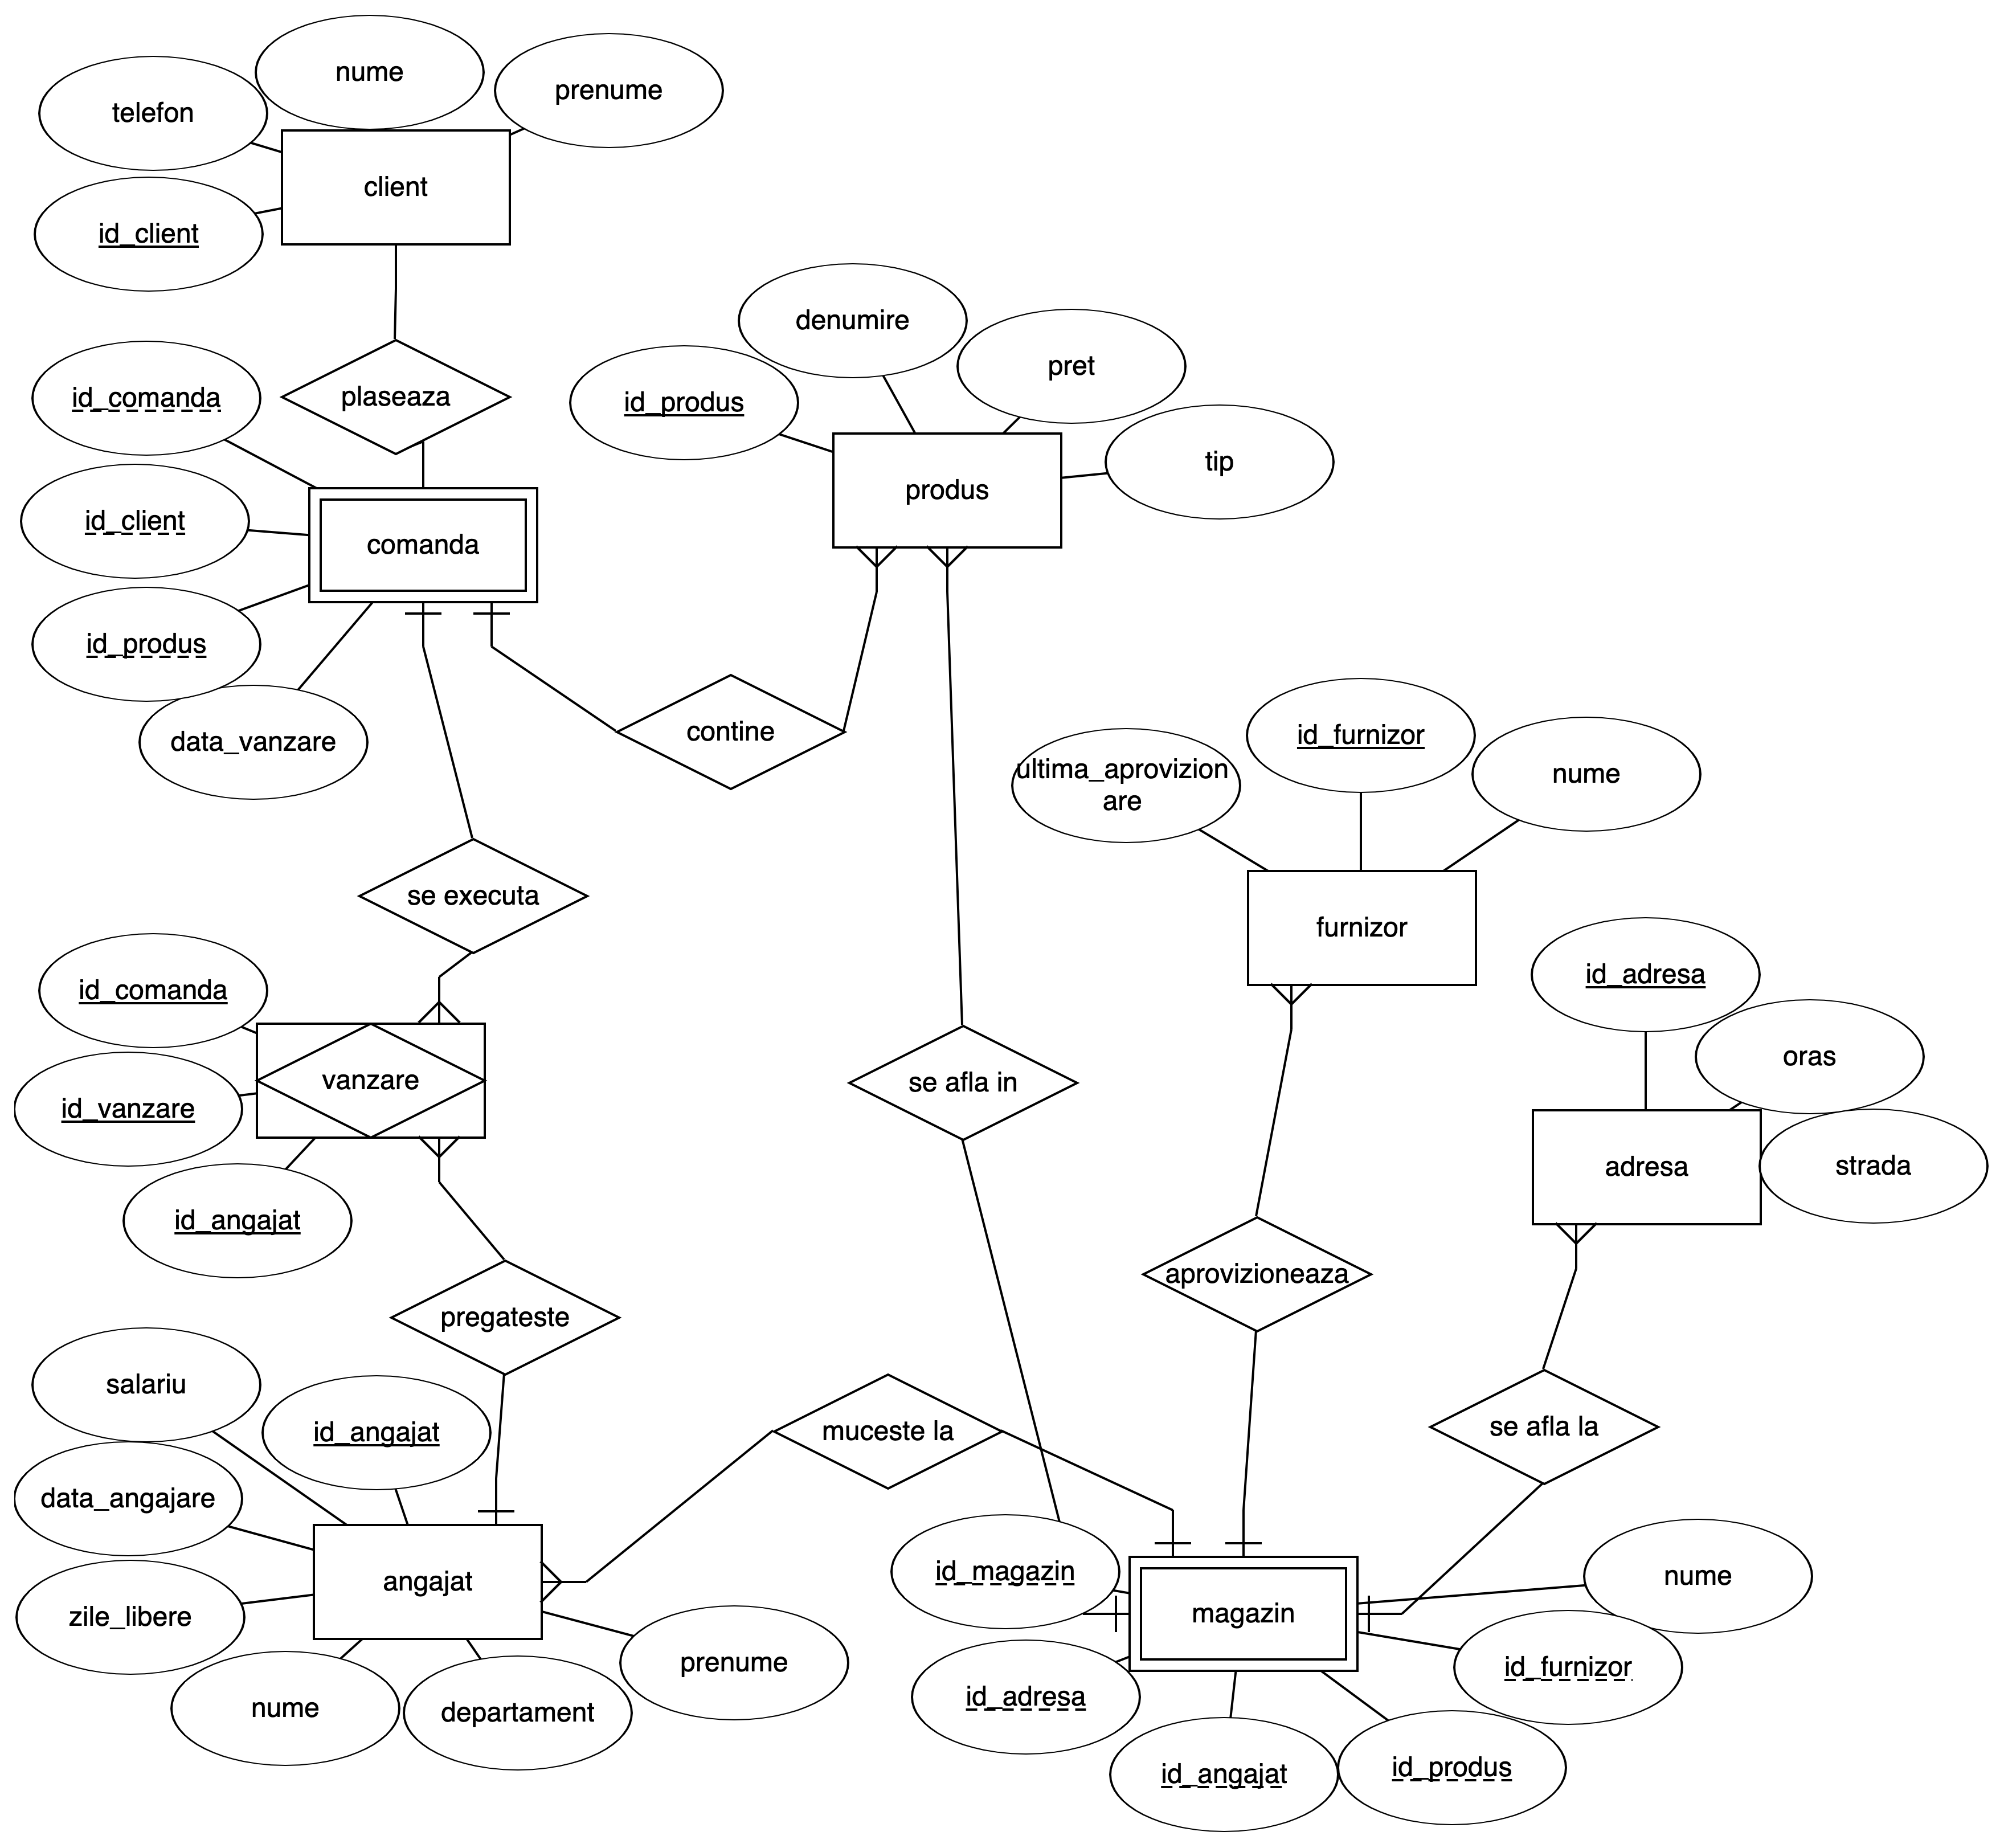 nume
prenume
telefon
client
id_client
denumire
pret
plaseaza
id_comanda
id_produs
tip
produs
id_client
comanda
id_produs
data_vanzare
contine
id_furnizor
ultima_aprovizion
are
nume
se executa
furnizor
id_comanda
id_adresa
oras
vanzare
se afla in
id_vanzare
adresa
strada
id_angajat
aprovizioneaza
pregateste
salariu
id_angajat
muceste la
se afla la
data_angajare
id_magazin
nume
angajat
magazin
zile_libere
prenume
id_furnizor
nume
departament
id_adresa
id_angajat
id_produs